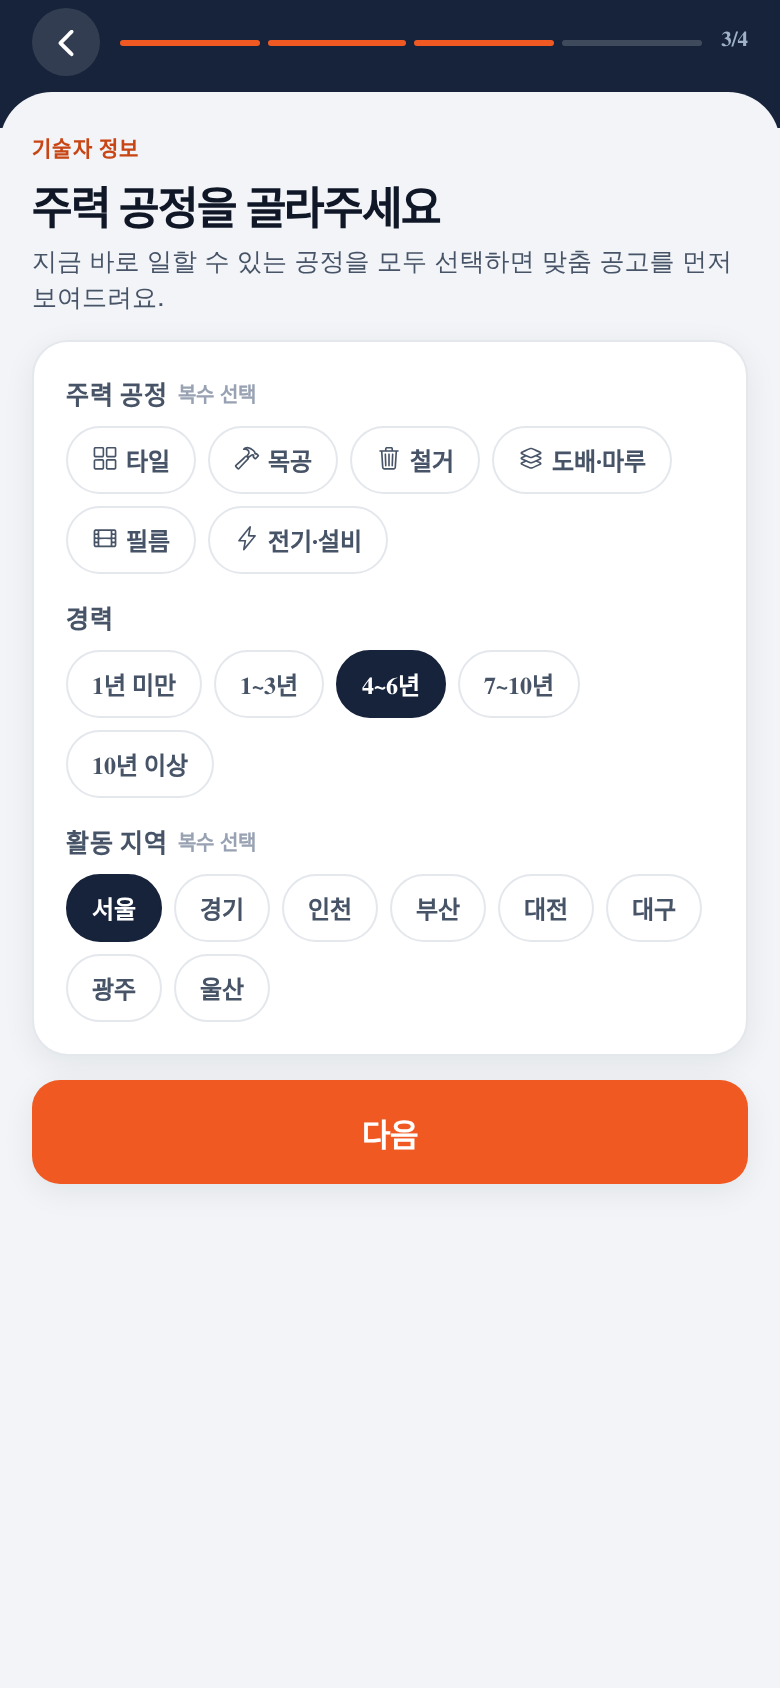 3/4
기술자 정보
주력 공정을 골라주세요
지금 바로 일할 수 있는 공정을 모두 선택하면 맞춤 공고를 먼저
보여드려요.
주력 공정 복수 선택
타일 목공 철거 도배·마루
필름 전기·설비
경력
1년 미만 1~3년 4~6년 7~10년
10년 이상
활동 지역 복수 선택
서울 경기 인천 부산 대전 대구
광주 울산
다음